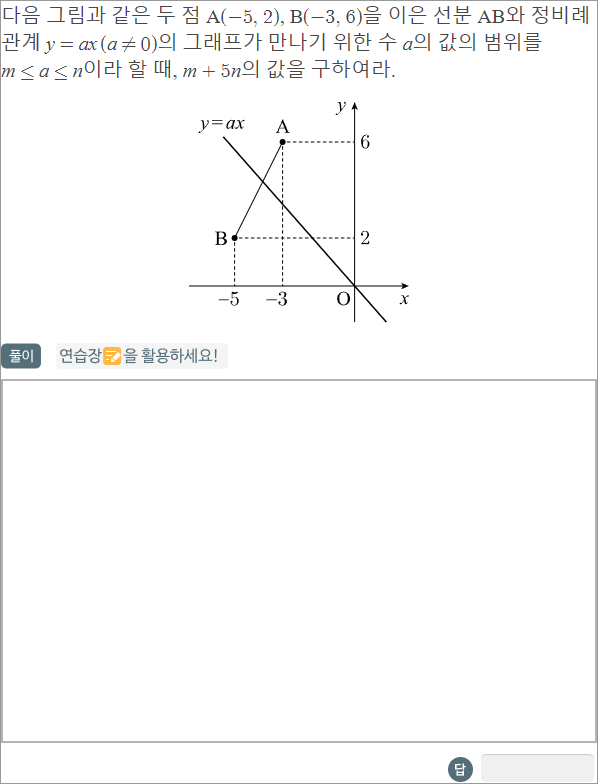 다음 그림과 같은 두 점 A(−5, 2), B(−3, 6)을 이은 선분 AB와 정비례
관계 y = ax (a ≠ 0)의 그래프가 만나기 위한 수 a의 값의 범위를
m ≤ a ≤ n이라 할 때, m + 5n의 값을 구하여라.
y
y=ax A
6
B 2
−5 −3 O x
풀이 연습장 을 활용하세요!
답